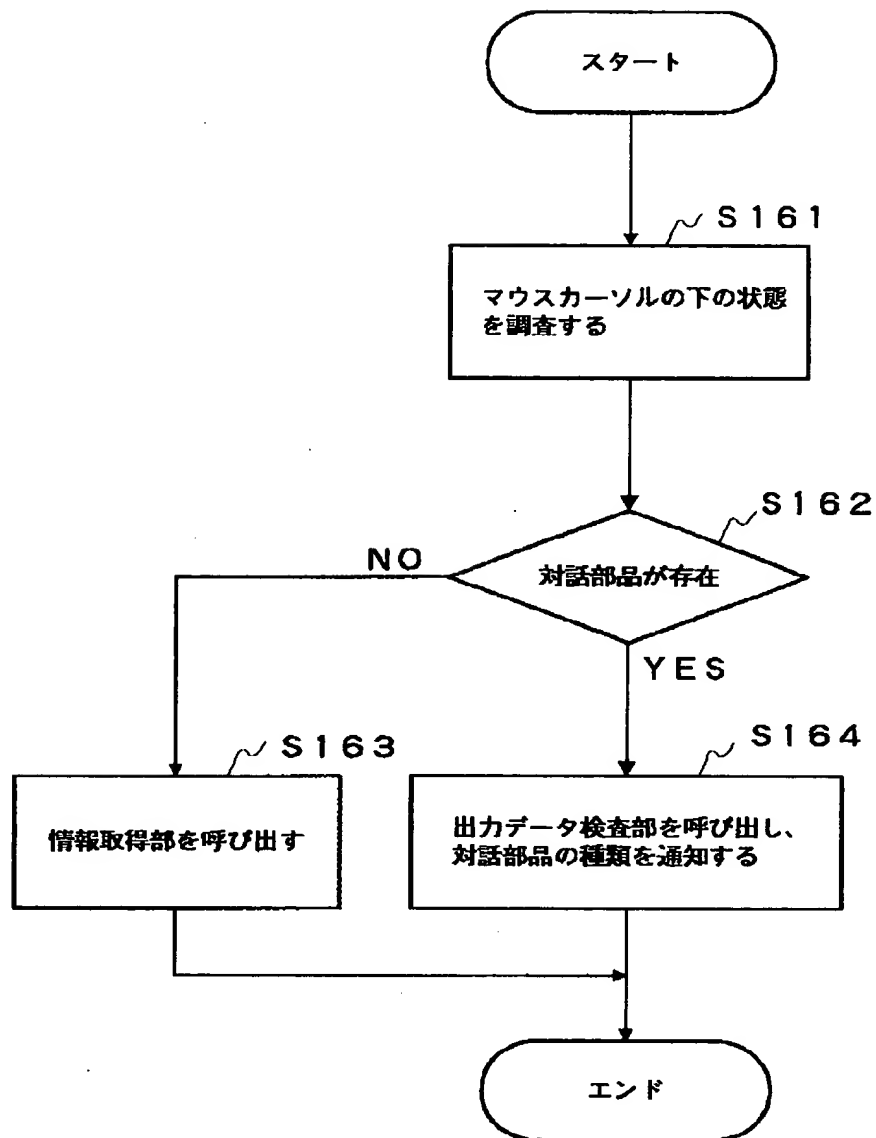 スタート
S161
マウスカーソルの下の状態
を調査する
S162
対話部品が存在
NO
YES
S163
情報取得部を呼び出す
S164
出力データ検査部を呼び出し、
対話部品の種類を通知する
エンド